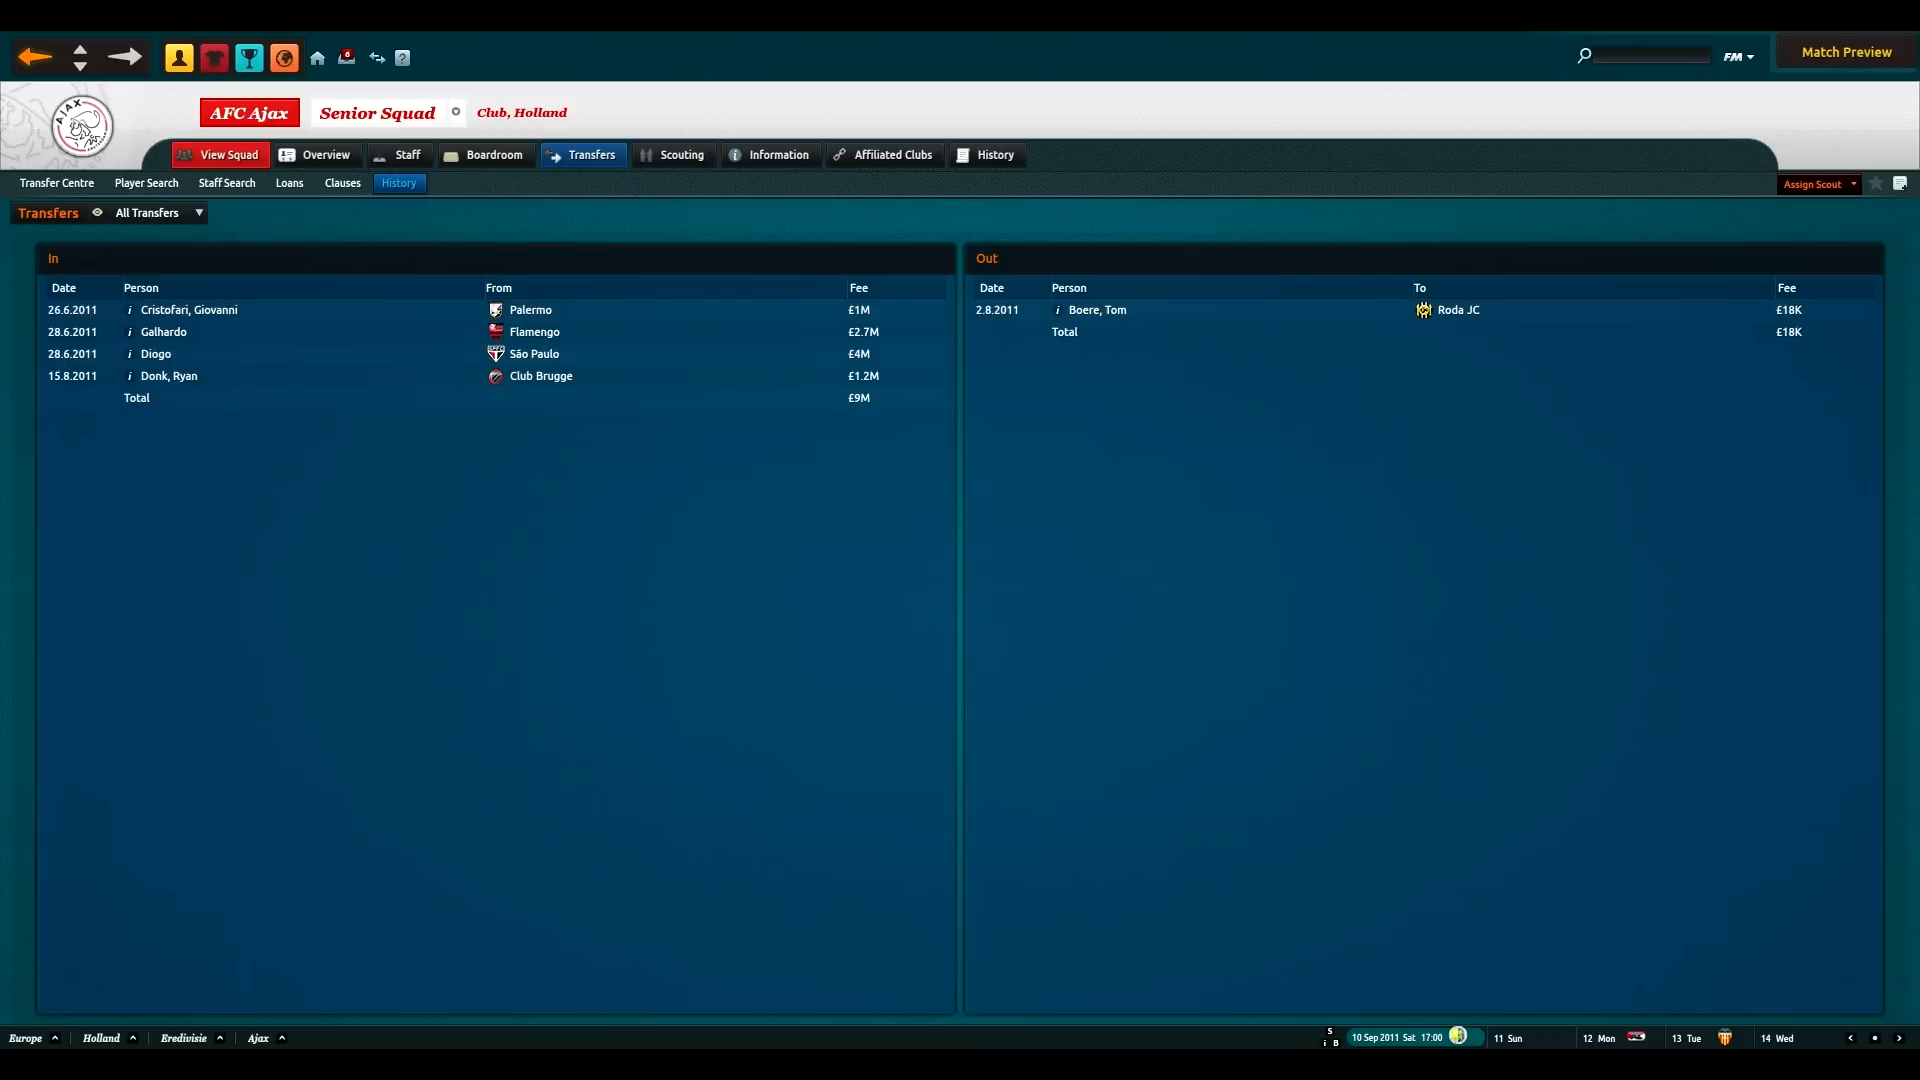 6
FM
Match Preview
AJAX
AFC Ajax Senior Squad Club, Holland
View Squad Overview Staff Boardroom Transfers Scouting Information Affiliated Clubs History
Transfer Centre Player Search Staff Search Loans Clauses History
Assign Scout
Transfers All Transfers
In
Date Person From Fee
26.6.2011 i Cristofari, Giovanni Palermo £1M
28.6.2011 i Galhardo Flamengo £2.7M
28.6.2011 i Diogo São Paulo £4M
15.8.2011 i Donk, Ryan Club Brugge £1.2M
Total £9M
Out
Date Person To Fee
2.8.2011 i Boere, Tom Roda JC £18K
Total £18K
Europe Holland Eredivisie Ajax
S
i B
10 Sep 2011 Sat 17:00 11 Sun 12 Mon 13 Tue 14 Wed